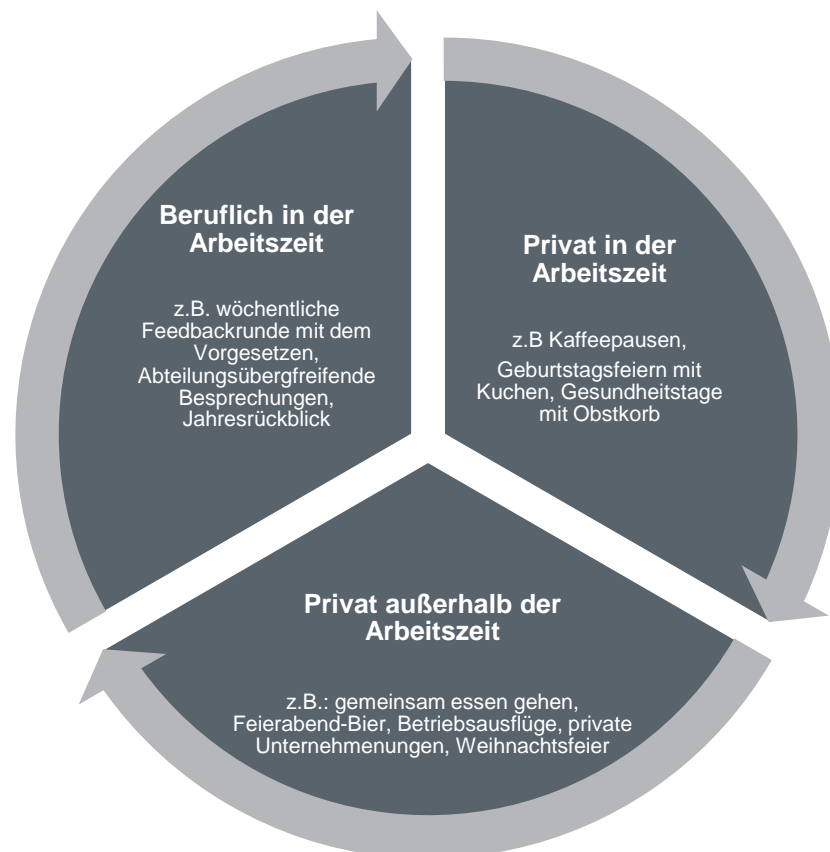 Beruflich in der
Arbeitszeit
z.B. wöchentliche
Feedbackrunde mit dem
Vorgesetzen,
Abteilungsübergfreifende
Besprechungen,
Jahresrückblick
Privat in der
Arbeitszeit
z.B Kaffeepausen,
Geburtstagsfeiern mit
Kuchen, Gesundheitstage
mit Obstkorb
Privat außerhalb der
Arbeitszeit
z.B.: gemeinsam essen gehen,
Feierabend-Bier, Betriebsausflüge, private
Unternehmenungen, Weihnachtsfeier